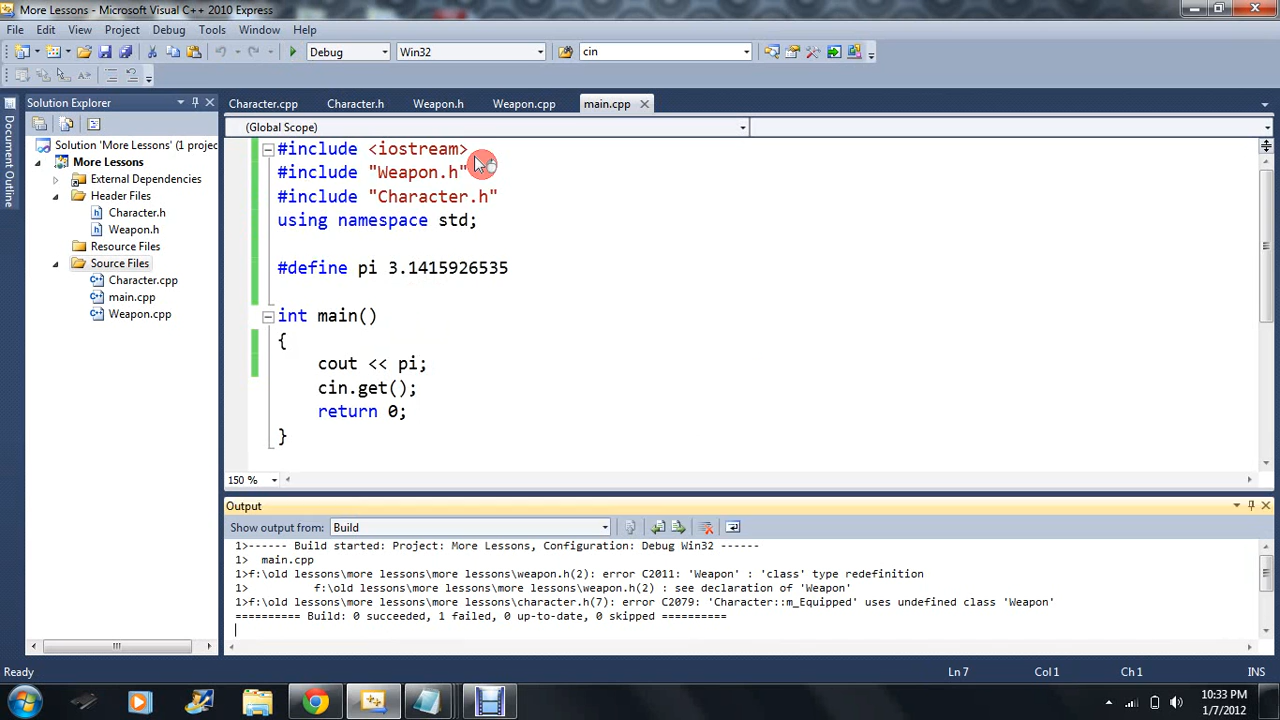 More Lessons - Microsoft Visual C++ 2010 Express
File Edit View Project Debug Tools Window Help
Debug Win32 cin
Solution Explorer
Character.cpp Character.h Weapon.h Weapon.cpp main.cpp
Document Outline
(Global Scope)
Solution 'More Lessons' (1 projec
More Lessons
External Dependencies
Header Files
Character.h
Weapon.h
Resource Files
Source Files
Character.cpp
main.cpp
Weapon.cpp
#include <iostream>
#include "Weapon.h"
#include "Character.h"
using namespace std;
#define pi 3.1415926535
int main()
{
cout << pi;
cin.get();
return 0;
}
150 %
Output
Show output from: Build
1>------ Build started: Project: More Lessons, Configuration: Debug Win32 ------
1>  main.cpp
1>f:\old lessons\more lessons\more lessons\weapon.h(2): error C2011: 'Weapon' : 'class' type redefinition
1>          f:\old lessons\more lessons\more lessons\weapon.h(2) : see declaration of 'Weapon'
1>f:\old lessons\more lessons\more lessons\character.h(7): error C2079: 'Character::m_Equipped' uses undefined class 'Weapon'
========== Build: 0 succeeded, 1 failed, 0 up-to-date, 0 skipped ==========
Ready Ln 7 Col 1 Ch 1 INS
10:33 PM
1/7/2012